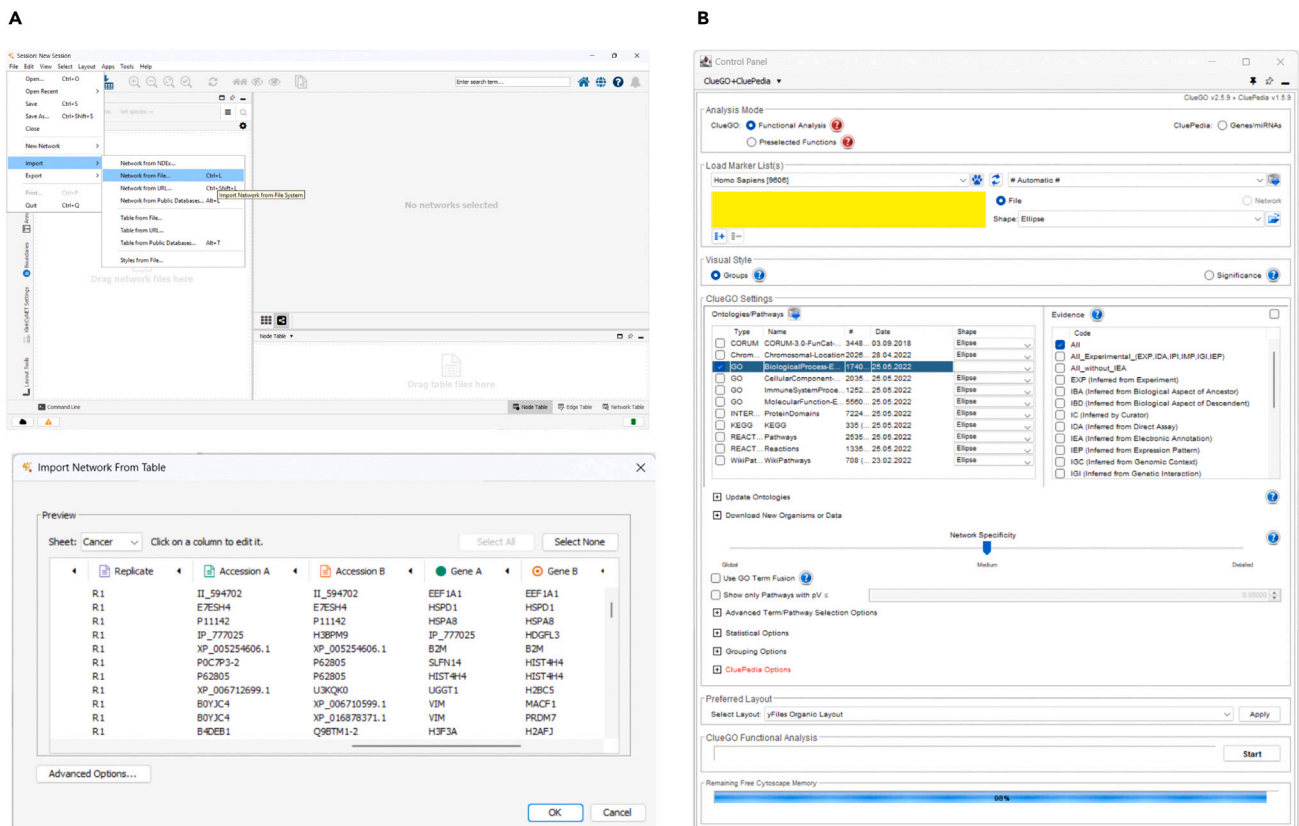 A
Session: New Session
File Edit View Select Layout Apps Tools Help
Open... Ctrl+O
Open Recent
Save Ctrl+S
Save As... Ctrl+Shift+S
Close
New Network
Import
Export
Print... Ctrl+P
Quit Ctrl+Q
Enter search term...
Network from NDEx...
Network from File... Ctrl+L
Network from URL... Ctrl+Shift+L
Import Network from File System
Network from Public Databases... Alt+L
Table from File...
Table from URL...
Table from Public Databases... Alt+T
Styles from File...
No networks selected
Drag network files here
Boundaries
Layout Tools
Node Table
Drag table files here
Command Line
Node Table Edge Table Network Table
Import Network From Table
Preview
Sheet: Cancer Click on a column to edit it. Select All Select None
Replicate Accession A Accession B Gene A Gene B
R1 II_594702 II_594702 EEF1A1 EEF1A1
R1 E7ESH4 E7ESH4 HSPD1 HSPD1
R1 P11142 P11142 HSPA8 HSPA8
R1 IP_777025 H3BPM9 IP_777025 HDGFL3
R1 XP_005254606.1 XP_005254606.1 B2M B2M
R1 P0C7P3-2 P62805 SLFN14 HIST4H4
R1 P62805 P62805 HIST4H4 HIST4H4
R1 XP_006712699.1 U3KQK0 UGGT1 H2BC5
R1 B0YJC4 XP_006710599.1 VIM MACF1
R1 B0YJC4 XP_016878371.1 VIM PRDM7
R1 B4DEB1 Q9BTM1-2 H3F3A H2AFJ
Advanced Options...
OK Cancel
B
Control Panel
ClueGO+CluePedia
ClueGO v2.5.9 + CluePedia v1.5.9
Analysis Mode
ClueGO: Functional Analysis CluePedia: Genes/miRNAs
Preselected Functions
Load Marker List(s)
Homo Sapiens [9606] # Automatic #
File Network
Shape: Ellipse
Visual Style
Groups Significance
ClueGO Settings
Ontologies/Pathways
Type Name # Date Shape
CORUM CORUM-3.0-FunCat-... 3448... 03.09.2018 Ellipse
Chrom... Chromosomal-Location 2026... 28.04.2022 Ellipse
GO BiologicalProcess-E... 1740... 25.05.2022
GO CellularComponent-... 2035... 25.05.2022 Ellipse
GO ImmuneSystemProce... 1252... 25.05.2022 Ellipse
GO MolecularFunction-E... 5560... 25.05.2022 Ellipse
INTER... ProteinDomains 7224... 25.05.2022 Ellipse
KEGG KEGG 335 (... 25.05.2022 Ellipse
REACT... Pathways 2535... 25.05.2022 Ellipse
REACT... Reactions 1335... 25.05.2022 Ellipse
WikiPat... WikiPathways 708 (... 23.02.2022 Ellipse
Evidence
Code
All
All_Experimental_(EXP,IDA,IPI,IMP,IGI,IEP)
All_without_IEA
EXP (Inferred from Experiment)
IBA (Inferred from Biological Aspect of Ancestor)
IBD (Inferred from Biological Aspect of Descendent)
IC (Inferred by Curator)
IDA (Inferred from Direct Assay)
IEA (Inferred from Electronic Annotation)
IEP (Inferred from Expression Pattern)
IGC (Inferred from Genomic Context)
IGI (Inferred from Genetic Interaction)
Update Ontologies
Download New Organisms or Data
Network Specificity
Global Medium Detailed
Use GO Term Fusion
Show only Pathways with pV ≤ 0.05000
Advanced Term/Pathway Selection Options
Statistical Options
Grouping Options
CluePedia Options
Preferred Layout
Select Layout: yFiles Organic Layout Apply
ClueGO Functional Analysis
Start
Remaining Free Cytoscape Memory
98%